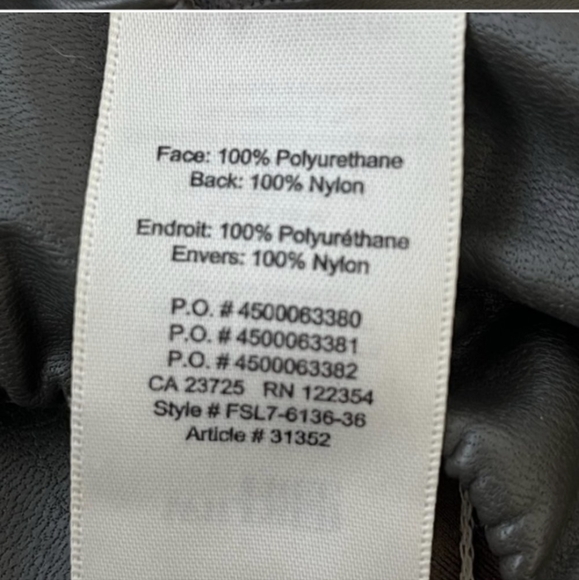 Face: 100% Polyurethane
Back: 100% Nylon
Endroit: 100% Polyuréthane
Envers: 100% Nylon
P.O. # 4500063380
P.O. # 4500063381
P.O. # 4500063382
CA 23725 RN 122354
Style # FSL7-6136-36
Article # 31352